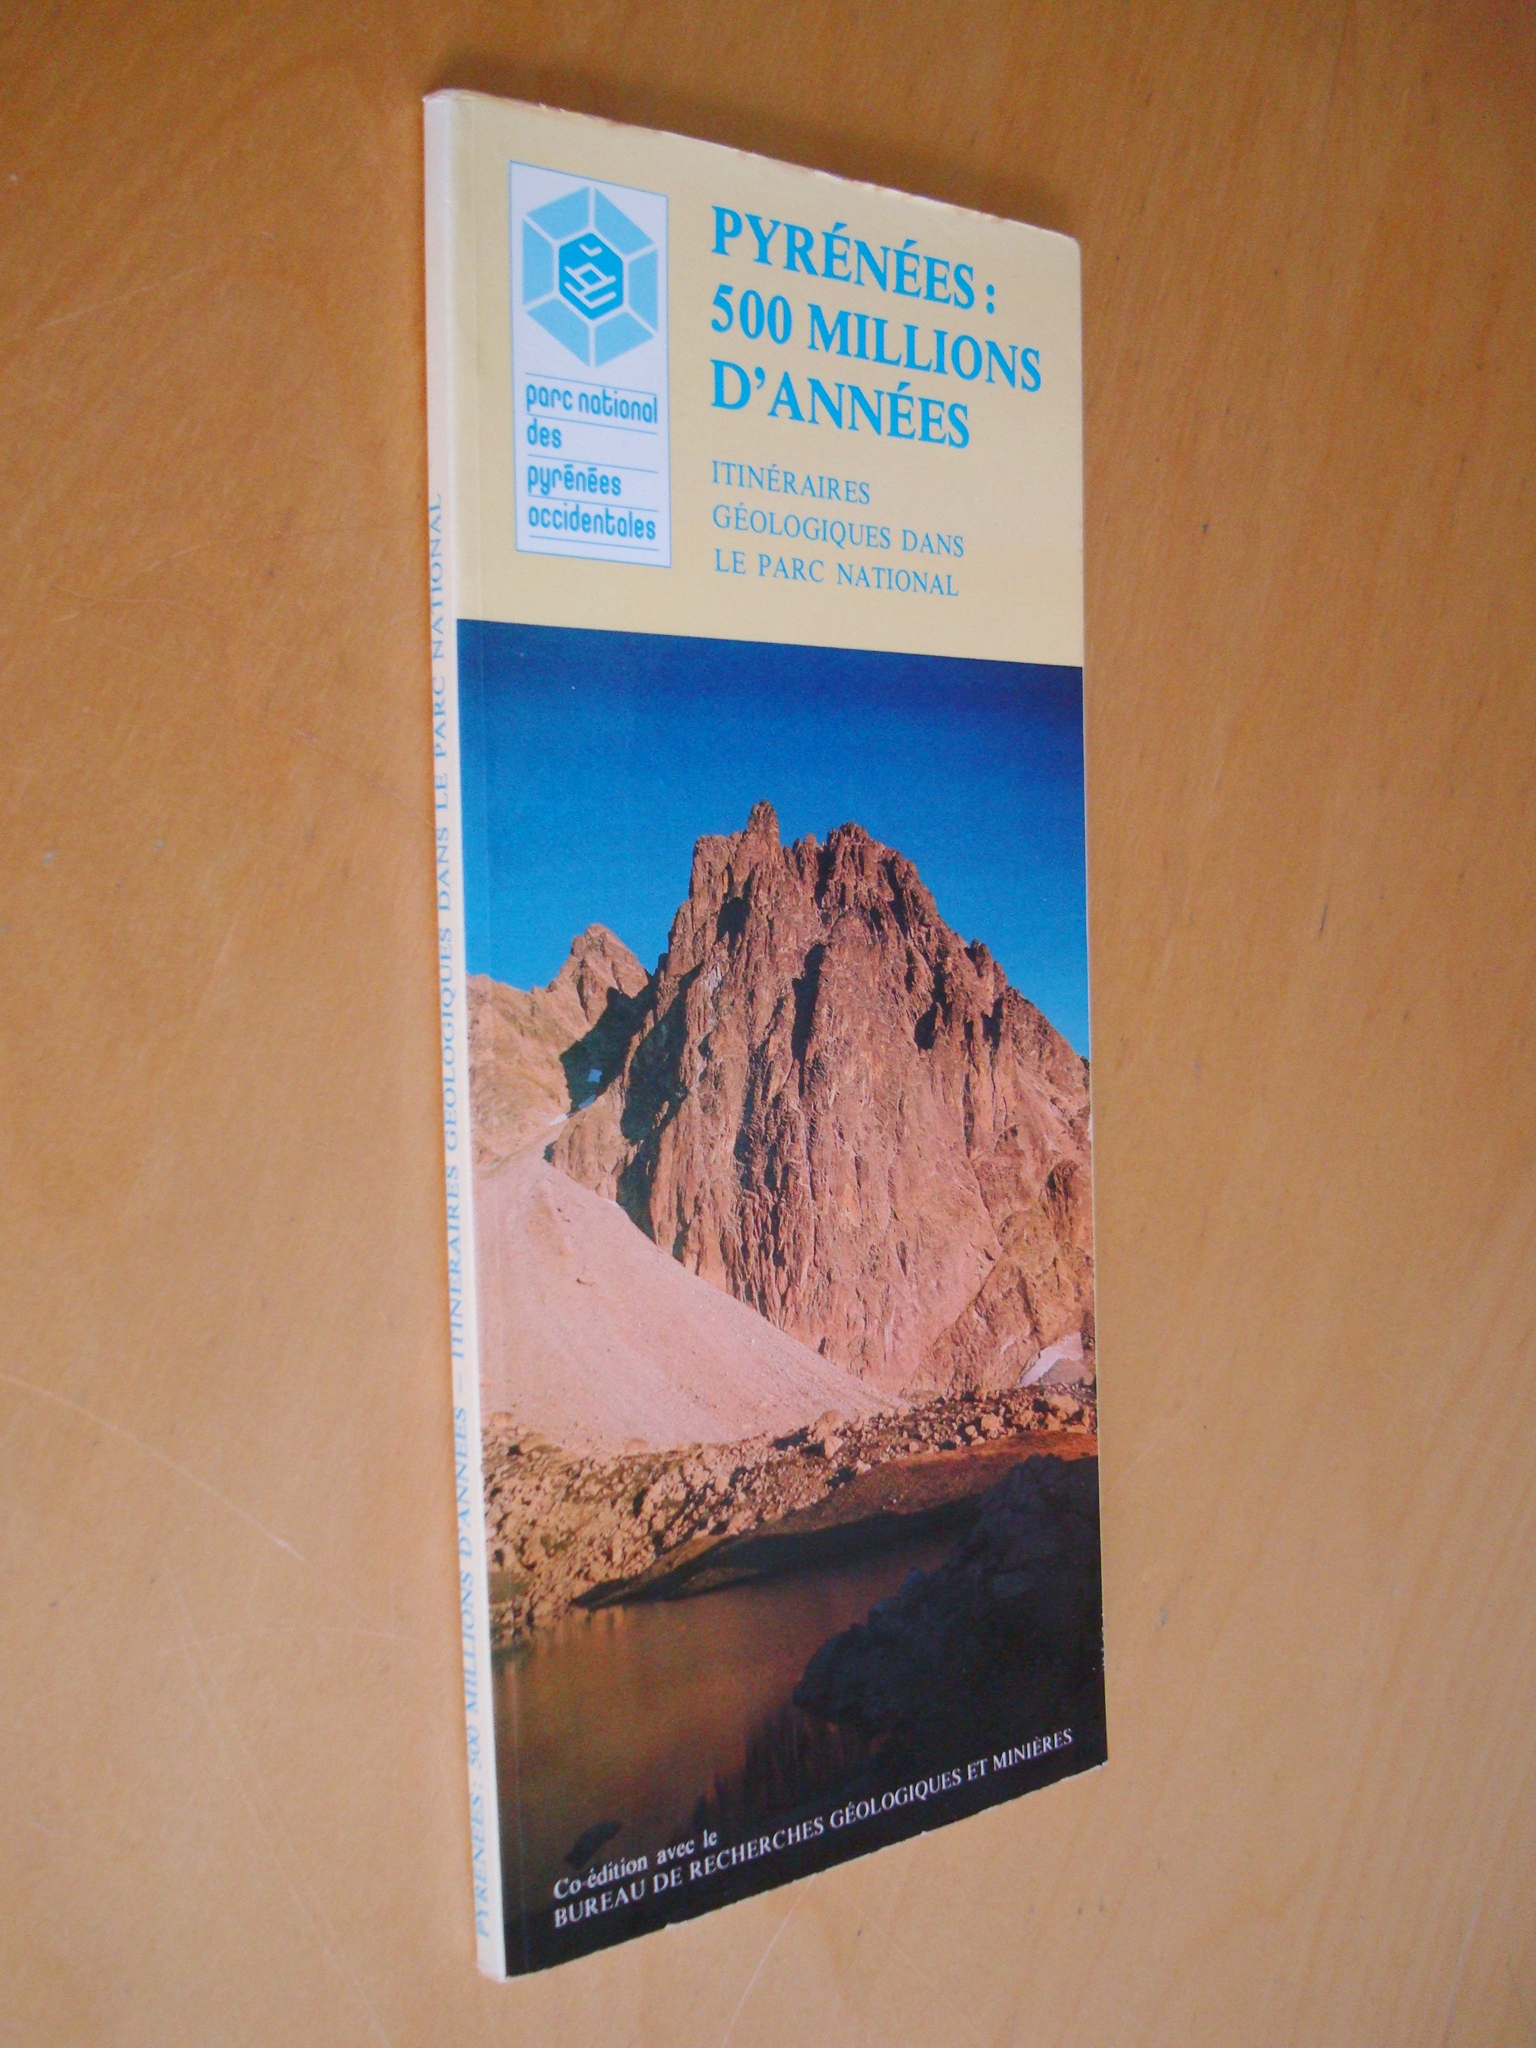 parc national
des
pyrénées
occidentales
PYRÉNÉES :
500 MILLIONS
D'ANNÉES
ITINÉRAIRES
GÉOLOGIQUES DANS
LE PARC NATIONAL
Co-édition avec le
BUREAU DE RECHERCHES GÉOLOGIQUES ET MINIÈRES
PYRÉNÉES : 500 MILLIONS D'ANNÉES — ITINÉRAIRES GÉOLOGIQUES DANS LE PARC NATIONAL